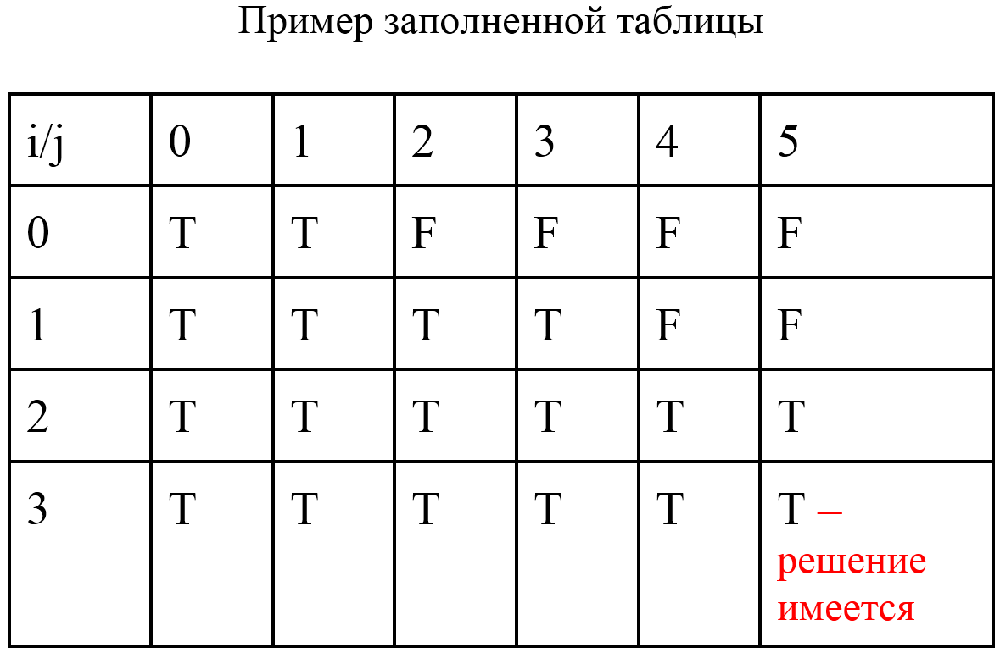 Пример заполненной таблицы
i/j 0 1 2 3 4 5
0 T T F F F F
1 T T T T F F
2 T T T T T T
3 T T T T T T –
решение
имеется